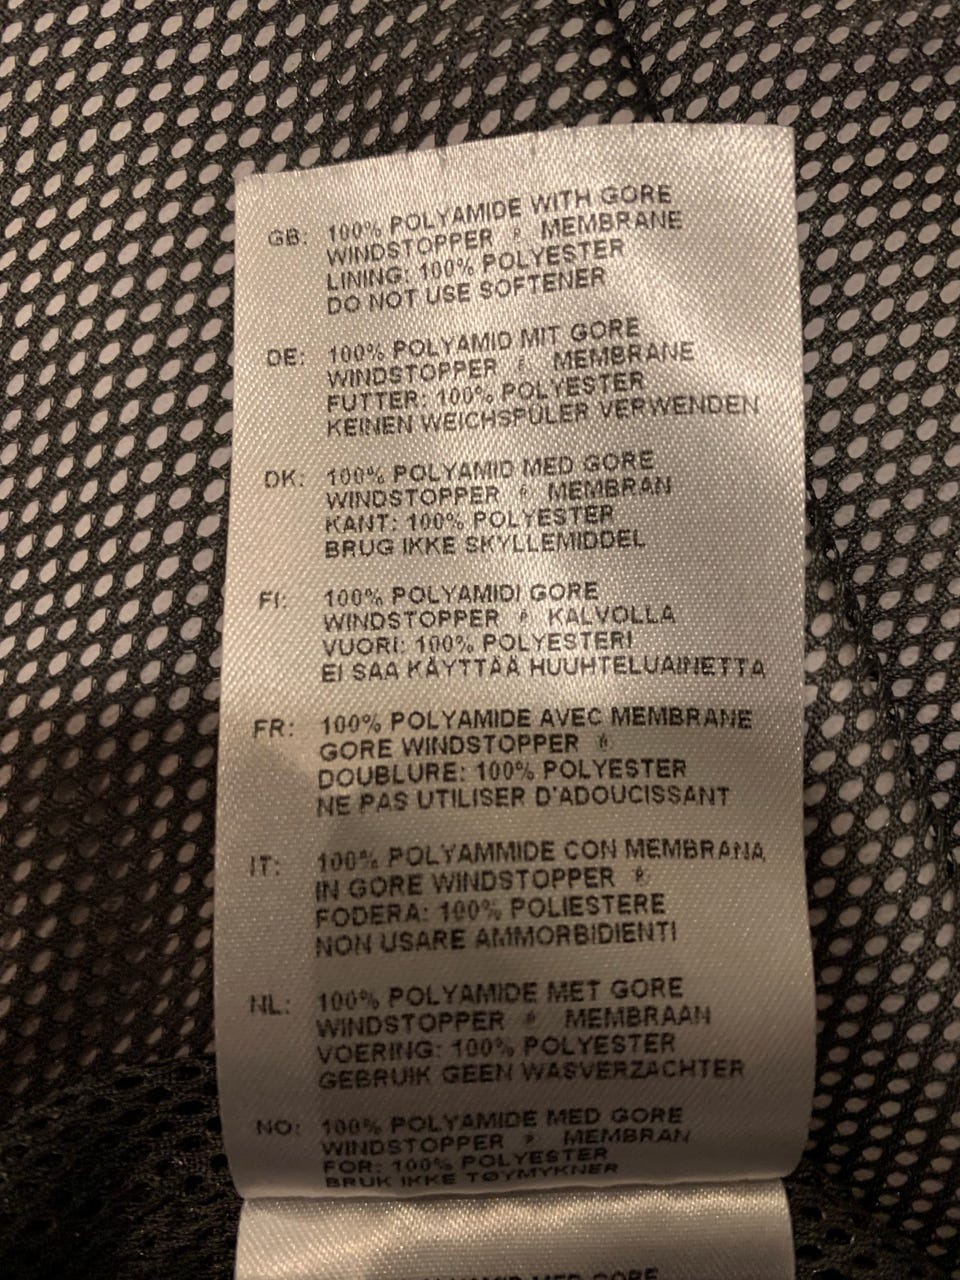 GB: 100% POLYAMIDE WITH GORE
WINDSTOPPER ® MEMBRANE
LINING: 100% POLYESTER
DO NOT USE SOFTENER
DE: 100% POLYAMID MIT GORE
WINDSTOPPER ® MEMBRANE
FUTTER: 100% POLYESTER
KEINEN WEICHSPÜLER VERWENDEN
DK: 100% POLYAMID MED GORE
WINDSTOPPER ® MEMBRAN
KANT: 100% POLYESTER
BRUG IKKE SKYLLEMIDDEL
FI: 100% POLYAMIDI GORE
WINDSTOPPER ® KALVOLLA
VUORI: 100% POLYESTERI
EI SAA KÄYTTÄÄ HUUHTELUAINETTA
FR: 100% POLYAMIDE AVEC MEMBRANE
GORE WINDSTOPPER ®
DOUBLURE: 100% POLYESTER
NE PAS UTILISER D'ADOUCISSANT
IT: 100% POLYAMMIDE CON MEMBRANA
IN GORE WINDSTOPPER ®
FODERA: 100% POLIESTERE
NON USARE AMMORBIDIENTI
NL: 100% POLYAMIDE MET GORE
WINDSTOPPER ® MEMBRAAN
VOERING: 100% POLYESTER
GEBRUIK GEEN WASVERZACHTER
NO: 100% POLYAMIDE MED GORE
WINDSTOPPER ® MEMBRAN
FOR: 100% POLYESTER
BRUK IKKE TØYMYKNER
MED GORE